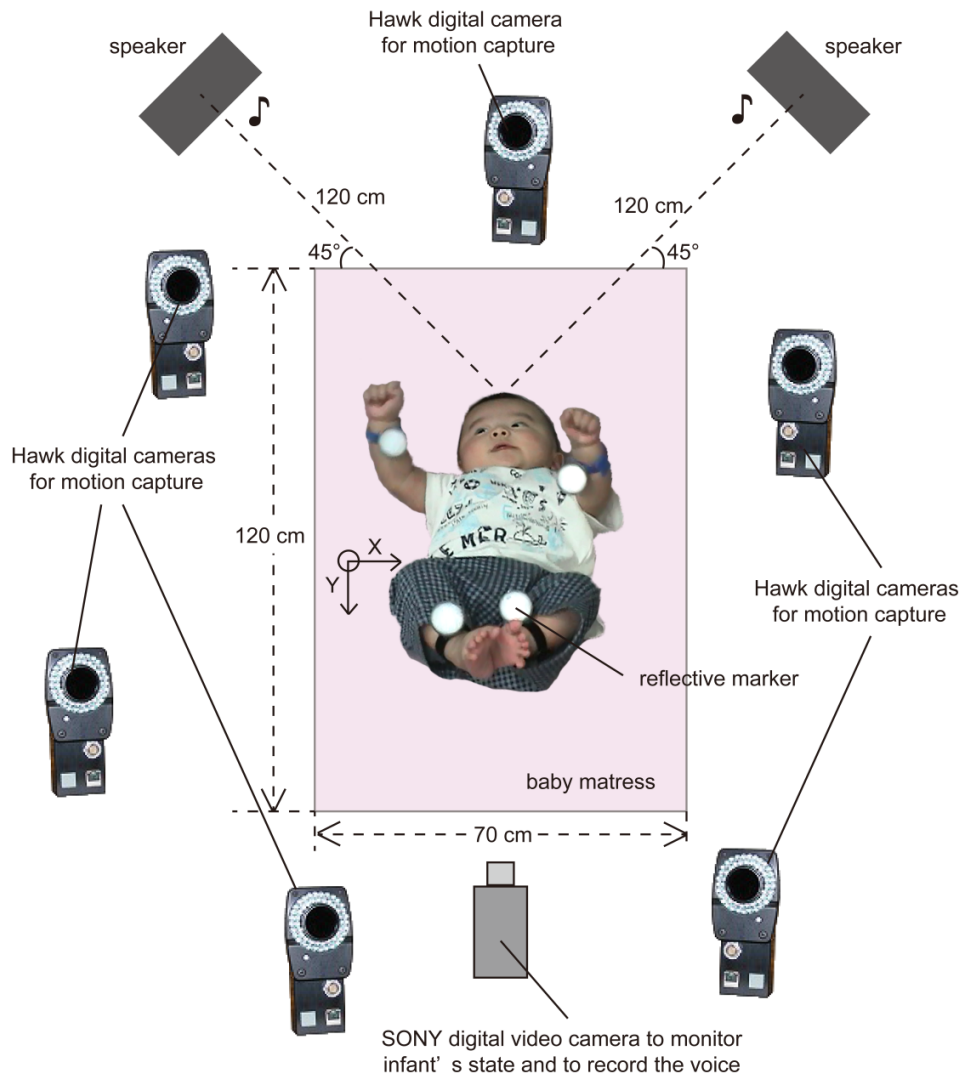 Hawk digital camera
for motion capture
speaker
speaker
120 cm
120 cm
45°
45°
Hawk digital cameras
for motion capture
120 cm
X
Y
Hawk digital cameras
for motion capture
reflective marker
baby matress
70 cm
SONY digital video camera to monitor
infant’ s state and to record the voice